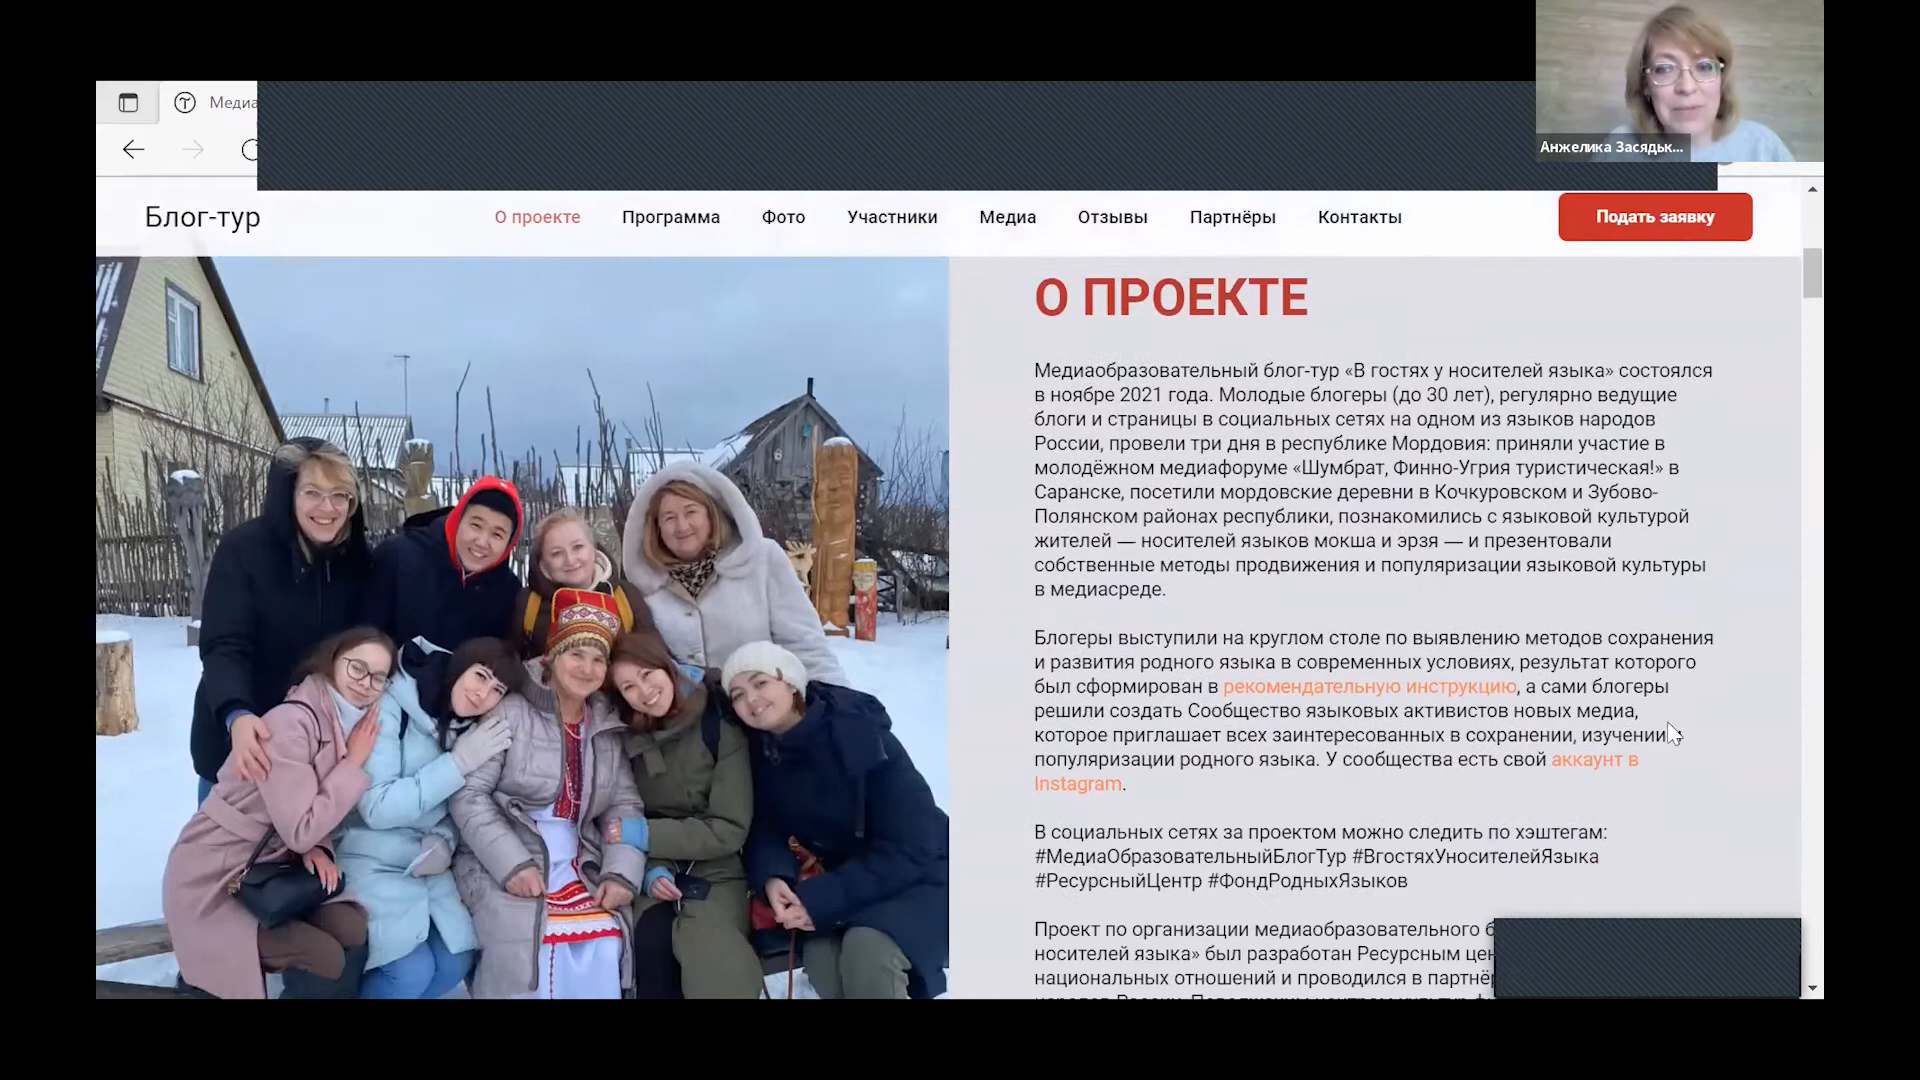 Анжелика Засядьк...
Блог-тур
О проекте
Программа
Фото
Участники
Медиа
Отзывы
Партнёры
Контакты
Подать заявку
О ПРОЕКТЕ
Медиаобразовательный блог-тур «В гостях у носителей языка» состоялся
в ноябре 2021 года. Молодые блогеры (до 30 лет), регулярно ведущие
блоги и страницы в социальных сетях на одном из языков народов
России, провели три дня в республике Мордовия: приняли участие в
молодёжном медиафоруме «Шумбрат, Финно-Угрия туристическая!» в
Саранске, посетили мордовские деревни в Кочкуровском и Зубово-
Полянском районах республики, познакомились с языковой культурой
жителей — носителей языков мокша и эрзя — и презентовали
собственные методы продвижения и популяризации языковой культуры
в медиасреде.
Блогеры выступили на круглом столе по выявлению методов сохранения
и развития родного языка в современных условиях, результат которого
был сформирован в рекомендательную инструкцию, а сами блогеры
решили создать Сообщество языковых активистов новых медиа,
которое приглашает всех заинтересованных в сохранении, изучении
популяризации родного языка. У сообщества есть свой аккаунт в
Instagram.
В социальных сетях за проектом можно следить по хэштегам:
#МедиаОбразовательныйБлогТур #ВгостяхУносителейЯзыка
#РесурсныйЦентр #ФондРодныхЯзыков
Проект по организации медиаобразовательного
носителей языка» был разработан Ресурсным
национальных отношений и проводился в